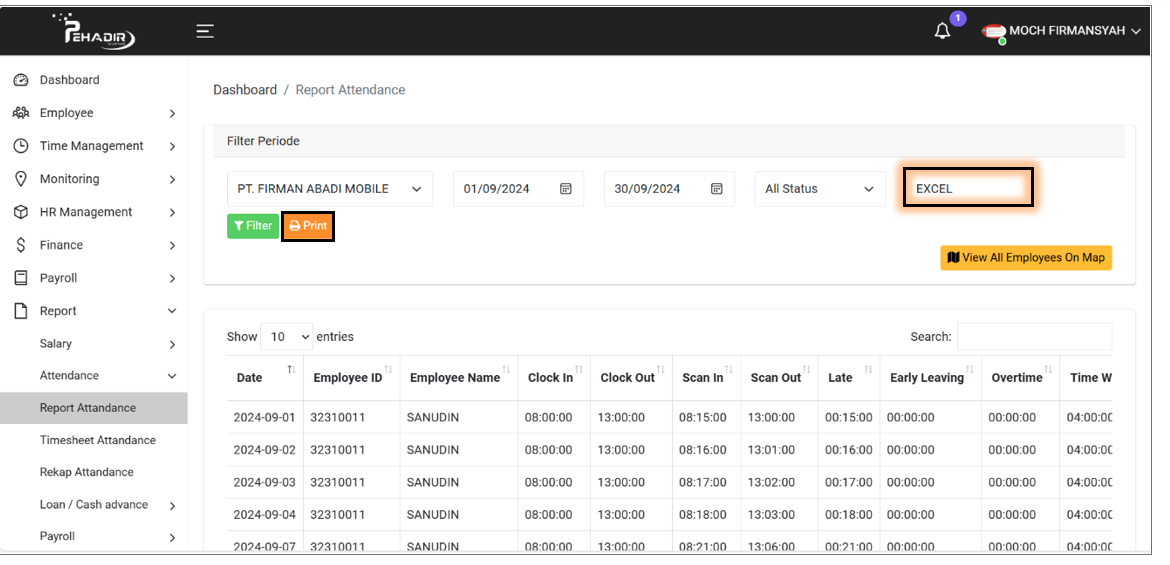 PEHADIR
1
MOCH FIRMANSYAH
Dashboard
Employee
Time Management
Monitoring
HR Management
Finance
Payroll
Report
Salary
Attendance
Report Attandance
Timesheet Attandance
Rekap Attandance
Loan / Cash advance
Payroll
Dashboard / Report Attendance
Filter Periode
PT. FIRMAN ABADI MOBILE 01/09/2024 30/09/2024 All Status EXCEL
Filter Print
View All Employees On Map
Show 10 entries Search:
Date Employee ID Employee Name Clock In Clock Out Scan In Scan Out Late Early Leaving Overtime Time W
2024-09-01 32310011 SANUDIN 08:00:00 13:00:00 08:15:00 13:00:00 00:15:00 00:00:00 00:00:00 04:00:00
2024-09-02 32310011 SANUDIN 08:00:00 13:00:00 08:16:00 13:01:00 00:16:00 00:00:00 00:00:00 04:00:00
2024-09-03 32310011 SANUDIN 08:00:00 13:00:00 08:17:00 13:02:00 00:17:00 00:00:00 00:00:00 04:00:00
2024-09-04 32310011 SANUDIN 08:00:00 13:00:00 08:18:00 13:03:00 00:18:00 00:00:00 00:00:00 04:00:00
2024-09-07 32310011 SANUDIN 08:00:00 13:00:00 08:21:00 13:06:00 00:21:00 00:00:00 00:00:00 04:00:00